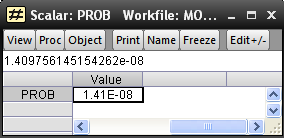 Scalar: PROB Workfile: MO...
View Proc Object Print Name Freeze Edit+/-
1.409756145154262e-08
Value
PROB 1.41E-08